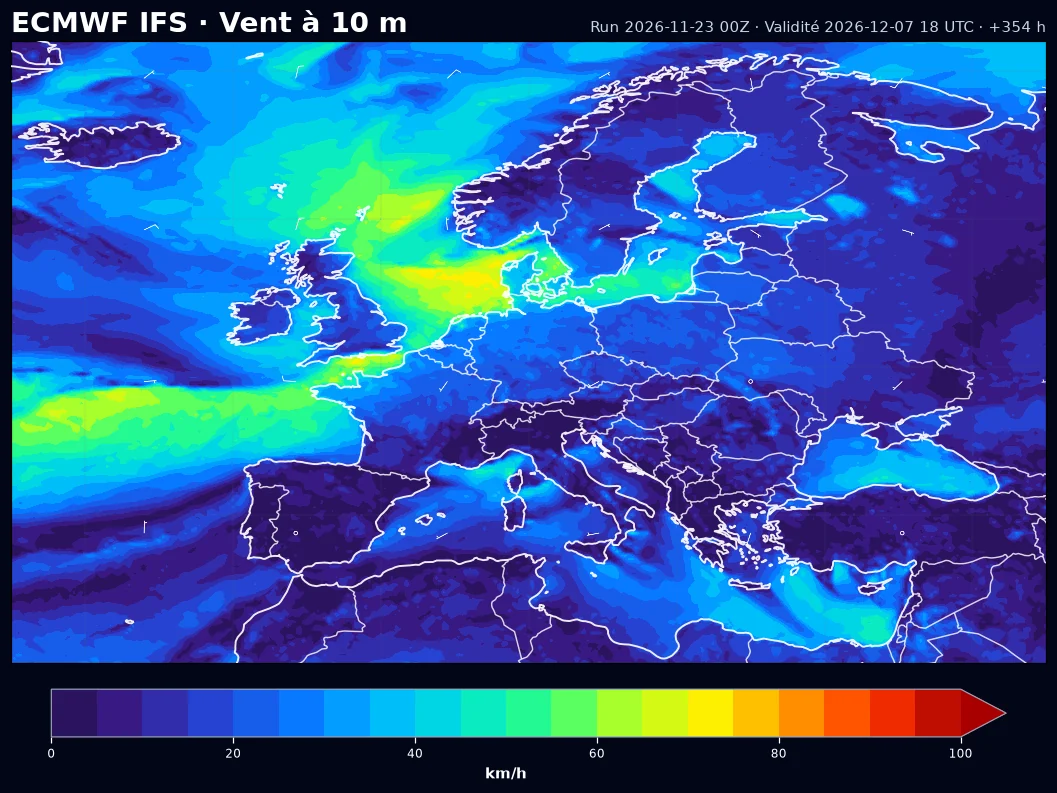 ECMWF IFS · Vent à 10 m
Run 2026-11-23 00Z · Validité 2026-12-07 18 UTC · +354 h
0 20 40 60 80 100
km/h